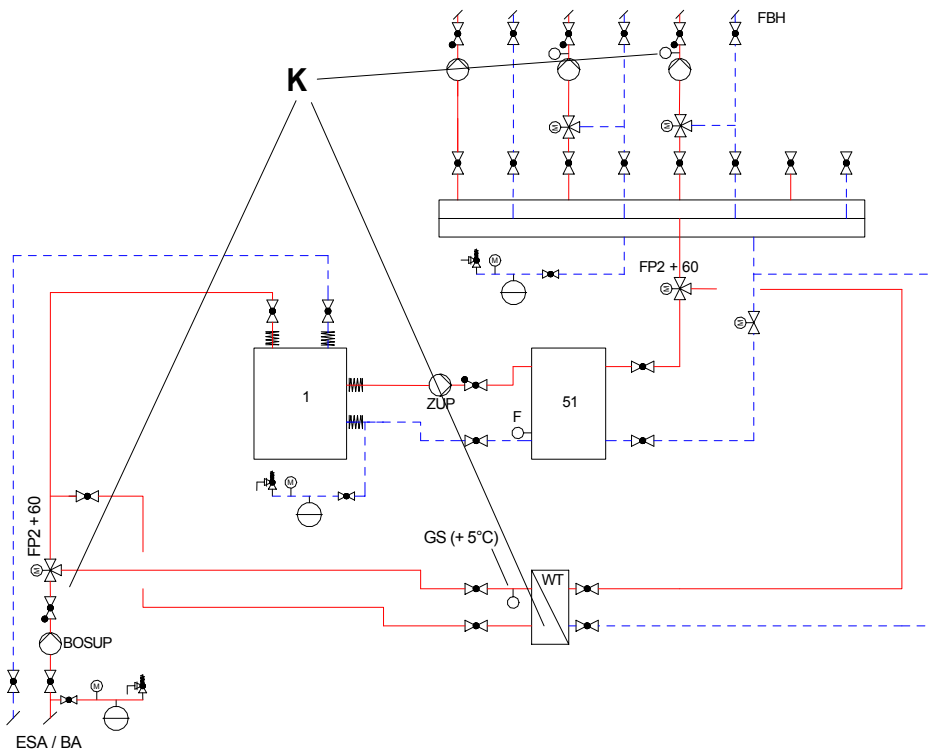 FBH
K
M
M
M
FP2 + 60
M
M
1
ZUP
51
F
M
FP2 + 60
GS (+ 5°C)
M
WT
BOSUP
M
ESA / BA